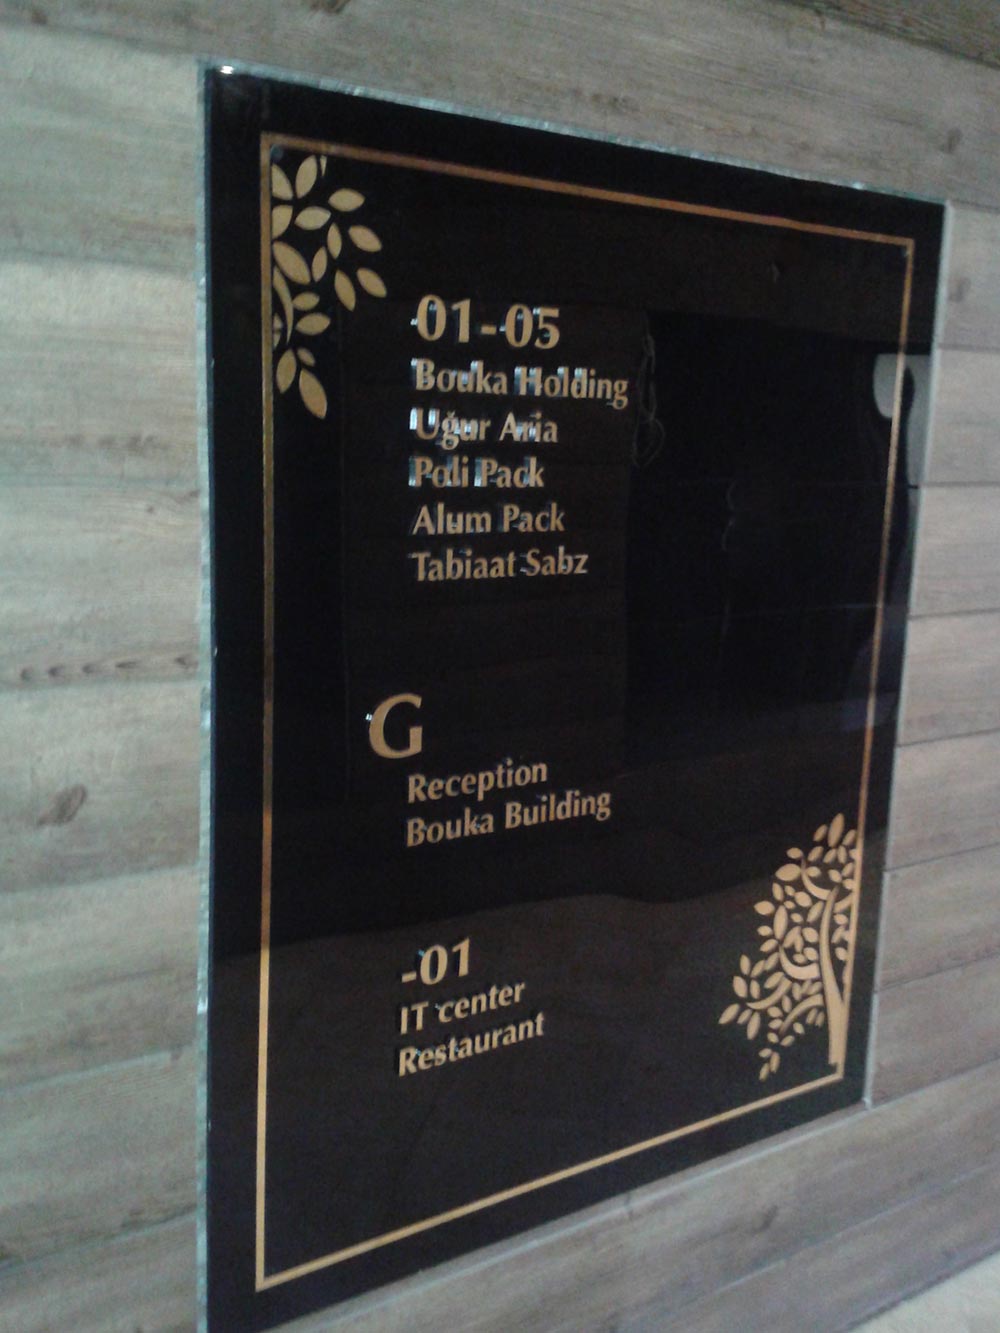 01-05
Bouka Holding
Uğur Aria
Poli Pack
Alum Pack
Tabiaat Sabz
G
Reception
Bouka Building
-01
IT center
Restaurant